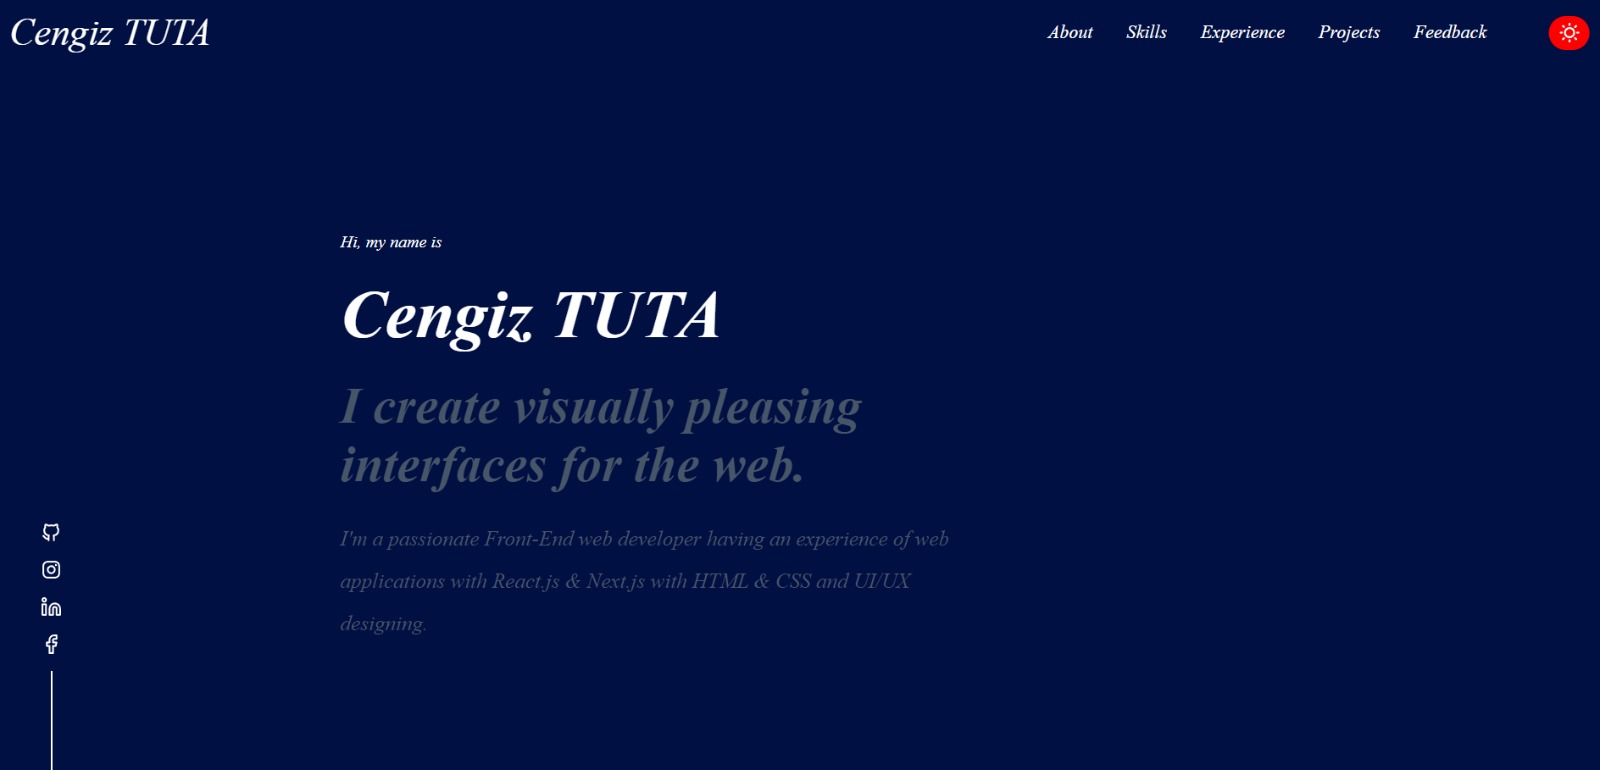 Cengiz TUTA
About
Skills
Experience
Projects
Feedback
Hi, my name is
Cengiz TUTA
I create visually pleasing
interfaces for the web.
I'm a passionate Front-End web developer having an experience of web
applications with React.js & Next.js with HTML & CSS and UI/UX
designing.